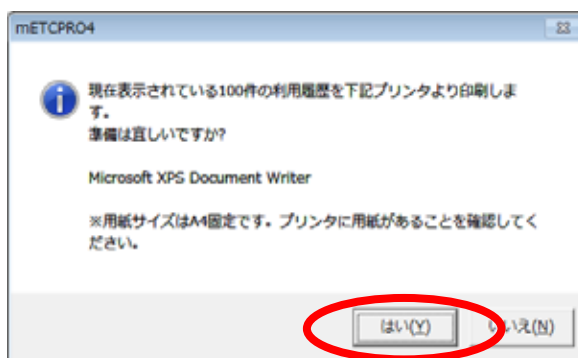 mETCPRO4
現在表示されている100件の利用履歴を下記プリンタより印刷しま
す。
準備は宜しいですか?
Microsoft XPS Document Writer
※用紙サイズはA4固定です。プリンタに用紙があることを確認してく
ださい。
はい(Y) いいえ(N)